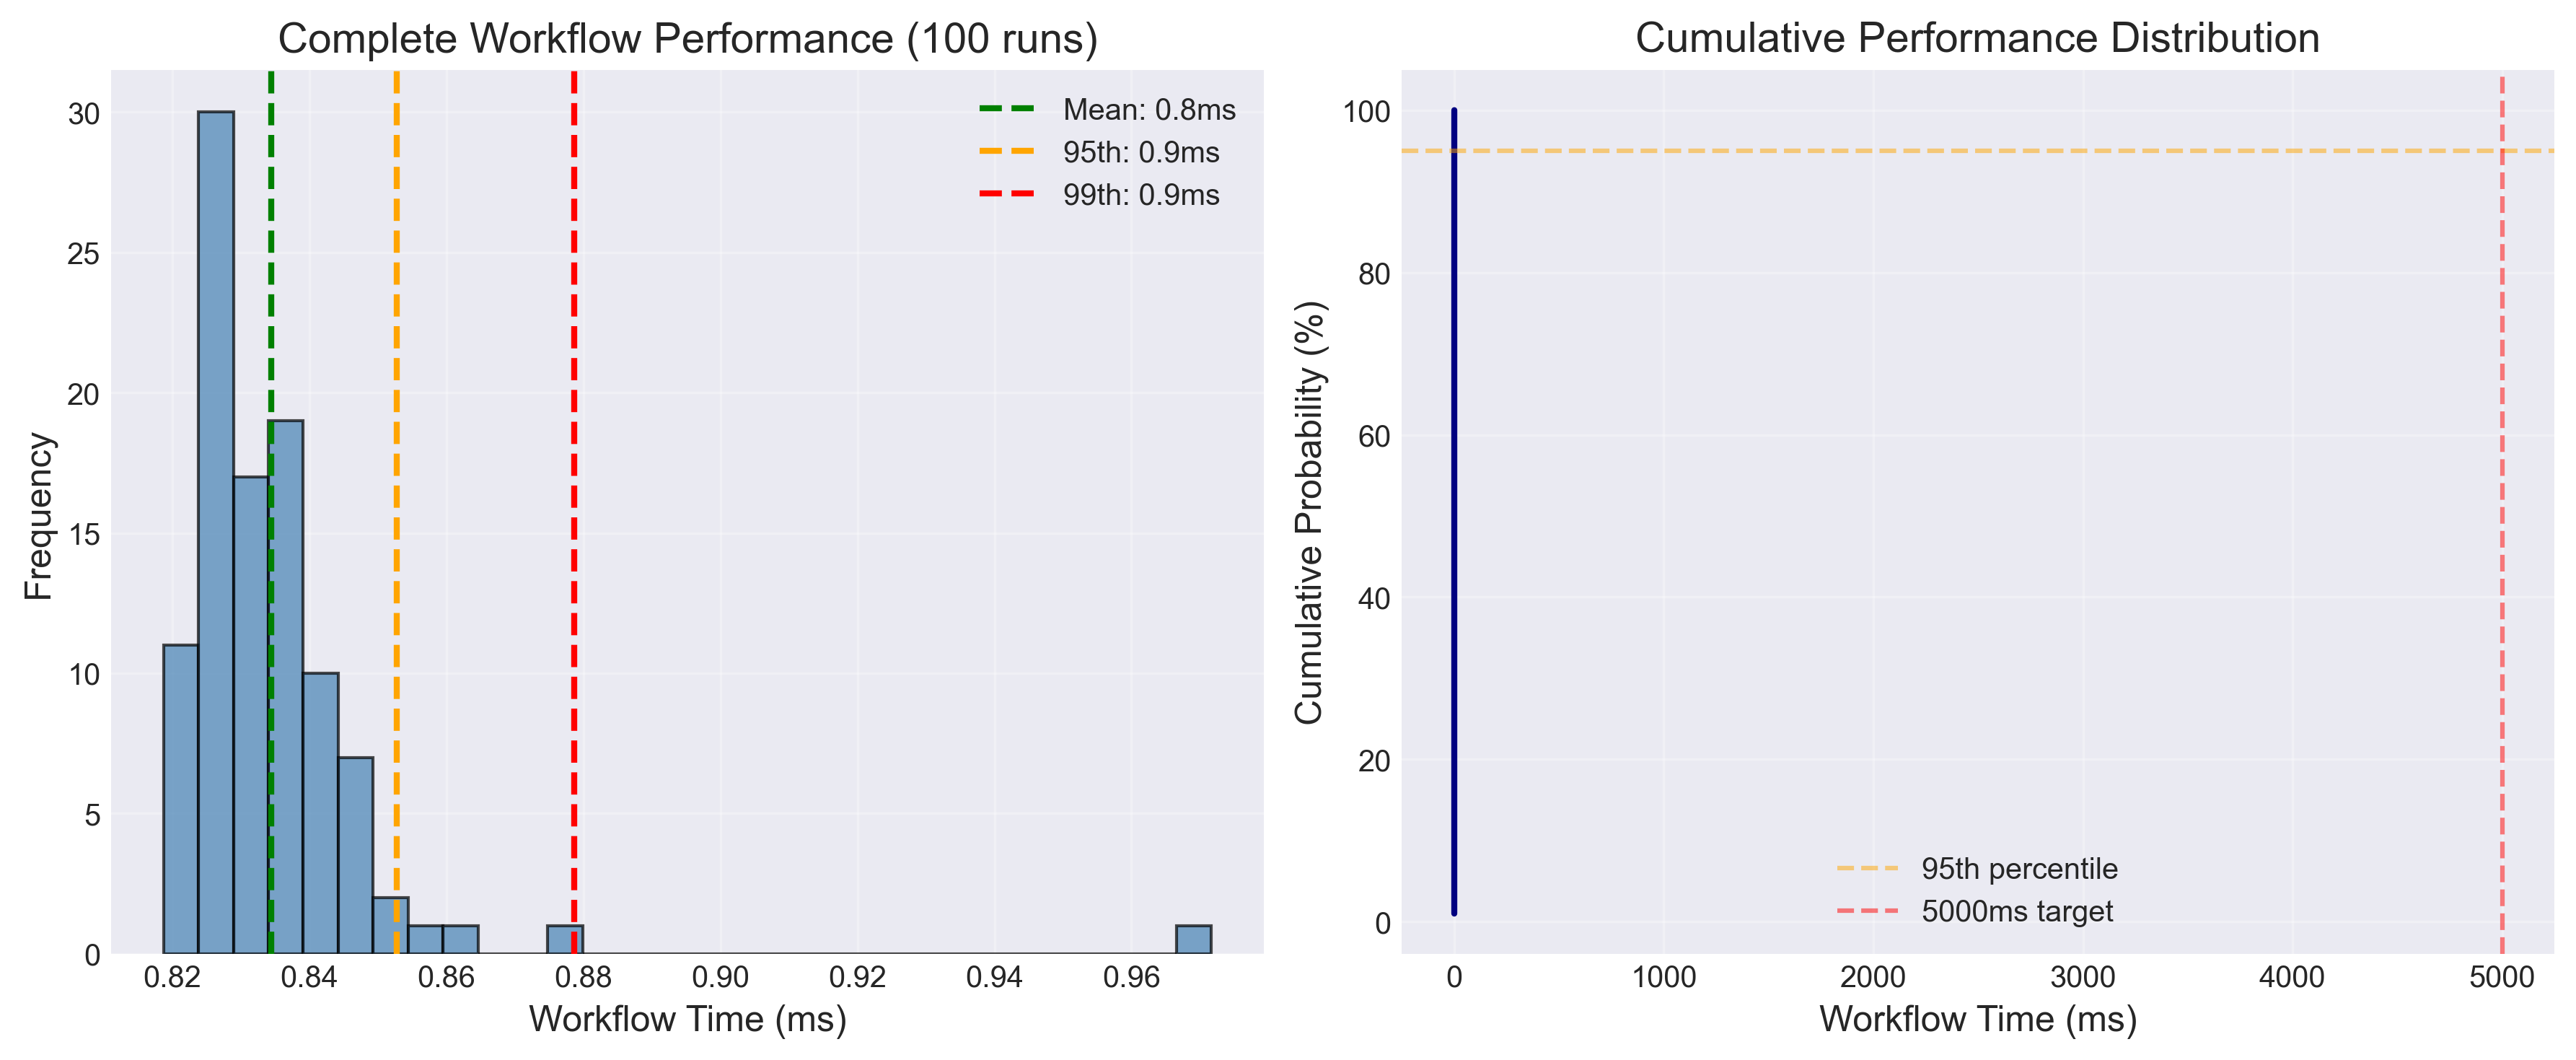 Complete Workflow Performance (100 runs)
Mean: 0.8ms
95th: 0.9ms
99th: 0.9ms
Frequency
30
25
20
15
10
5
0
0.82 0.84 0.86 0.88 0.90 0.92 0.94 0.96
Workflow Time (ms)
Cumulative Performance Distribution
Cumulative Probability (%)
100
80
60
40
20
0
95th percentile
5000ms target
0 1000 2000 3000 4000 5000
Workflow Time (ms)